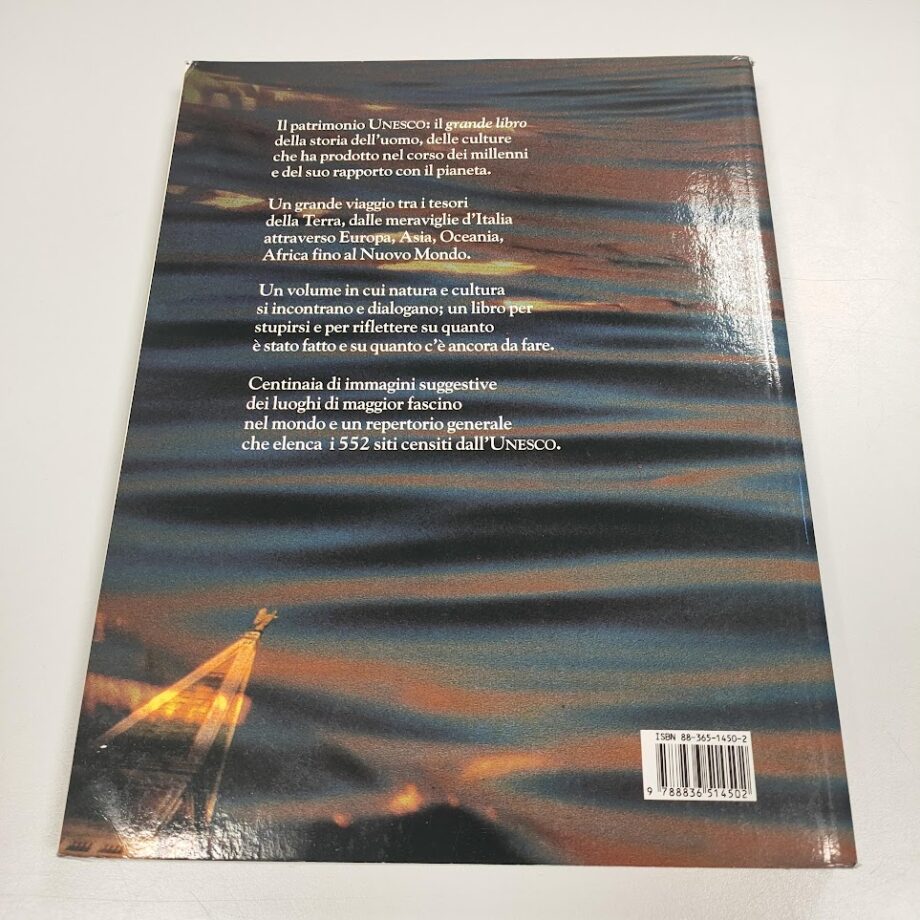 Il patrimonio UNESCO: il grande libro
della storia dell'uomo, delle culture
che ha prodotto nel corso dei millenni
e del suo rapporto con il pianeta.
Un grande viaggio tra i tesori
della Terra, dalle meraviglie d'Italia
attraverso Europa, Asia, Oceania,
Africa fino al Nuovo Mondo.
Un volume in cui natura e cultura
si incontrano e dialogano; un libro per
stupirsi e per riflettere su quanto
è stato fatto e su quanto c'è ancora da fare.
Centinaia di immagini suggestive
dei luoghi di maggior fascino
nel mondo e un repertorio generale
che elenca i 552 siti censiti dall'UNESCO.
ISBN 88-365-1450-2
9 788836 514502